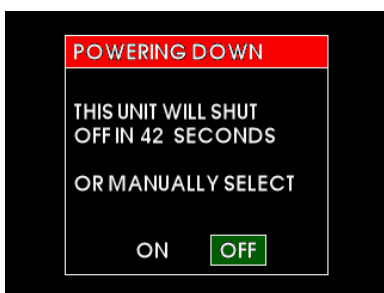 POWERING DOWN
THIS UNIT WILL SHUT
OFF IN 42 SECONDS
OR MANUALLY SELECT
ON OFF